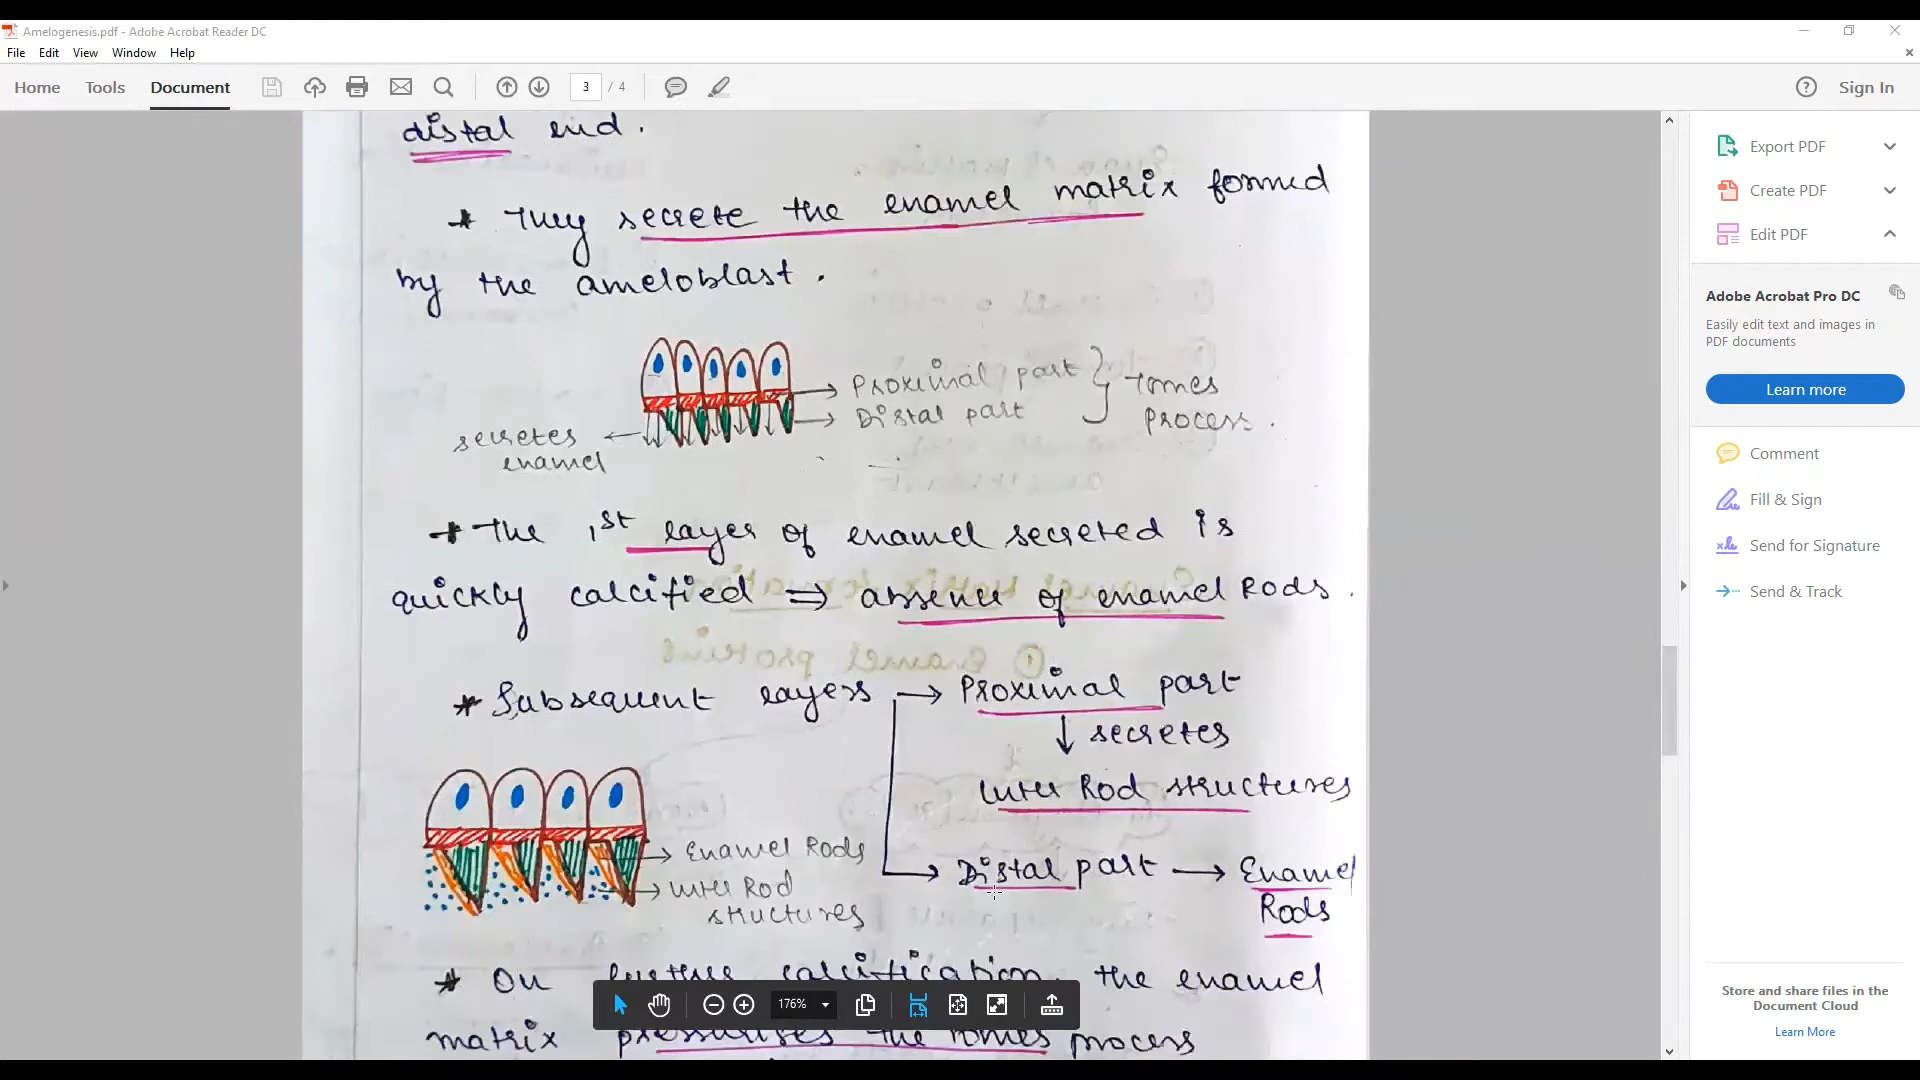 Amelogenesis.pdf - Adobe Acrobat Reader DC
File Edit View Window Help
Home Tools Document 3 / 4 Sign In
distal end.
* They secrete the enamel matrix formed
by the ameloblast.
Proximal part } Tomes
Distal part process.
secretes
enamel
* The 1st layer of enamel secreted is
quickly calcified ⇒ absence of enamel Rods.
* Subsequent layers → Proximal part
↓ secretes
Inter Rod structures
→ Distal part → Enamel
Rods
→ Enamel Rods
→ Inter Rod
structures
* On further calcification the enamel
matrix pressurises the tomes process
176%
Export PDF
Create PDF
Edit PDF
Adobe Acrobat Pro DC
Easily edit text and images in
PDF documents
Learn more
Comment
Fill & Sign
Send for Signature
Send & Track
Store and share files in the
Document Cloud
Learn More